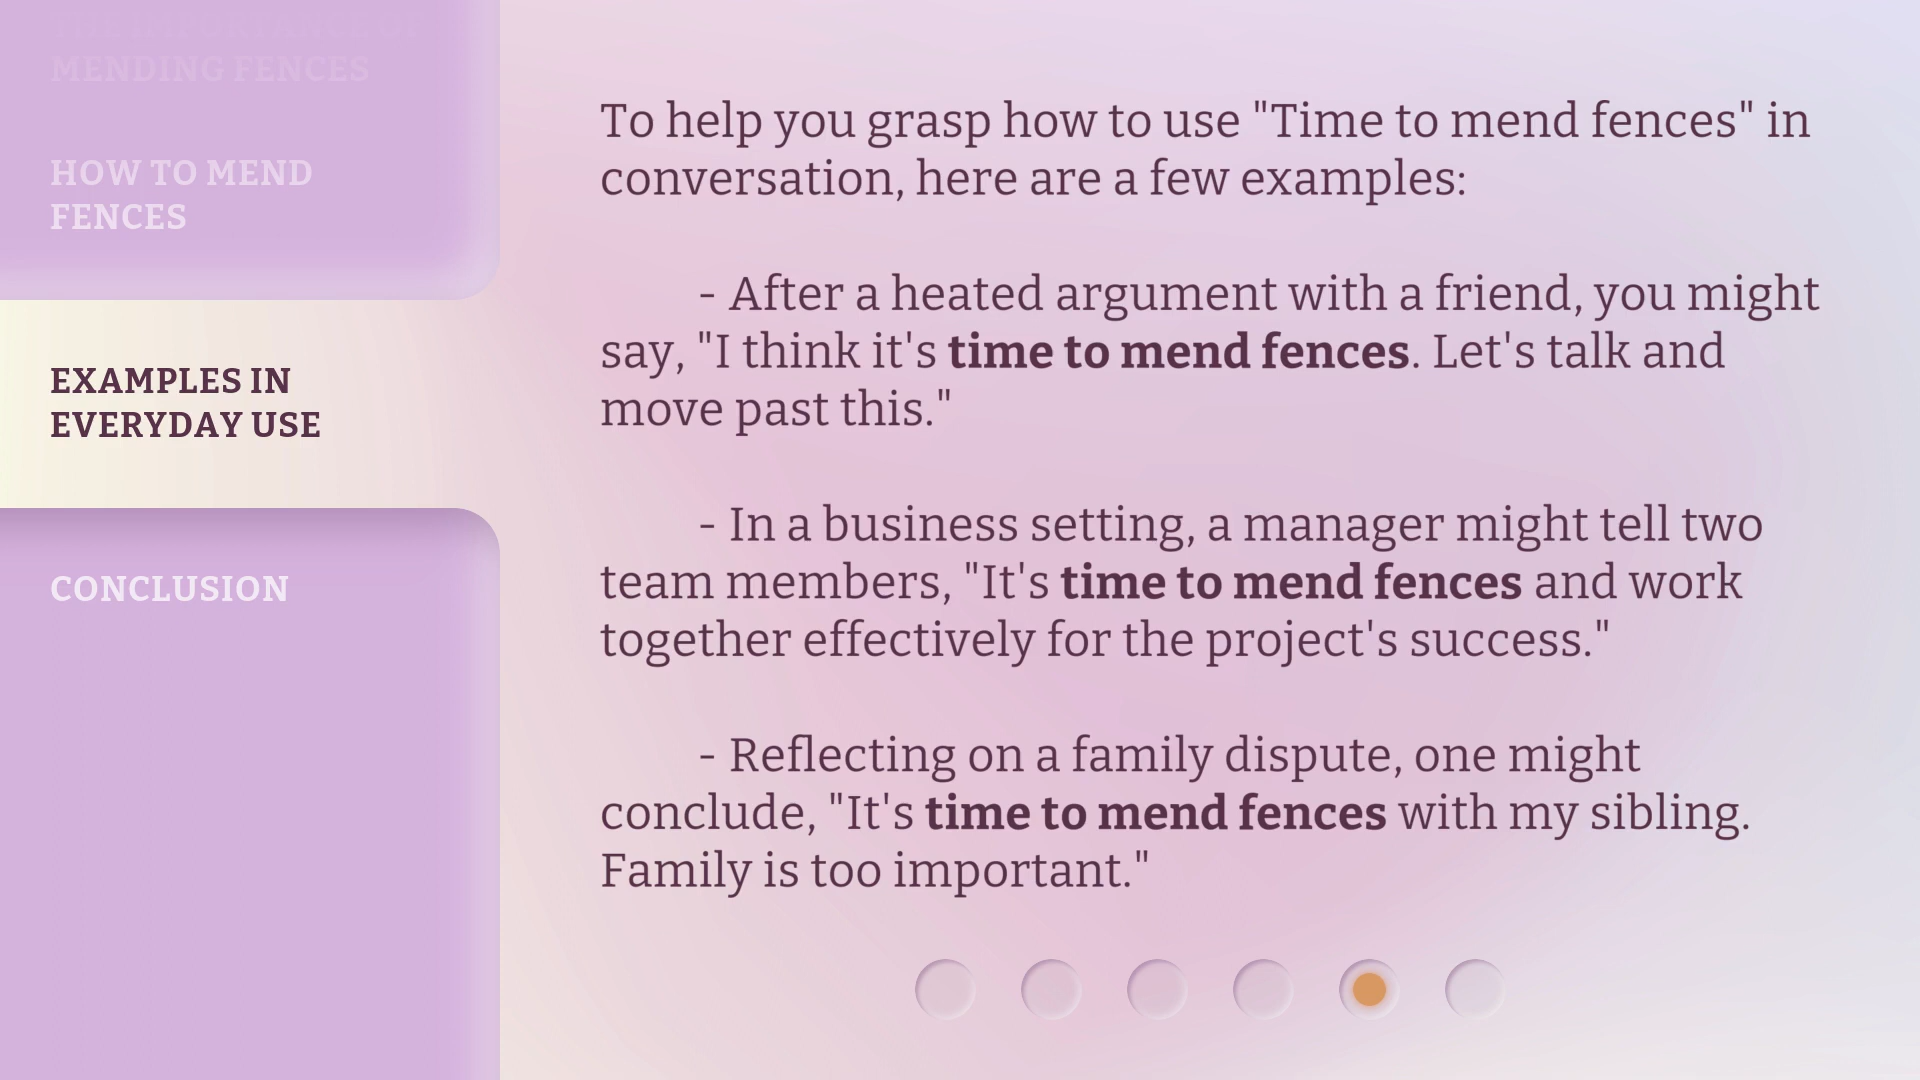 THE IMPORTANCE OF
MENDING FENCES
HOW TO MEND
FENCES
EXAMPLES IN
EVERYDAY USE
CONCLUSION
To help you grasp how to use "Time to mend fences" in
conversation, here are a few examples:
- After a heated argument with a friend, you might
say, "I think it's time to mend fences. Let's talk and
move past this."
- In a business setting, a manager might tell two
team members, "It's time to mend fences and work
together effectively for the project's success."
- Reflecting on a family dispute, one might
conclude, "It's time to mend fences with my sibling.
Family is too important."